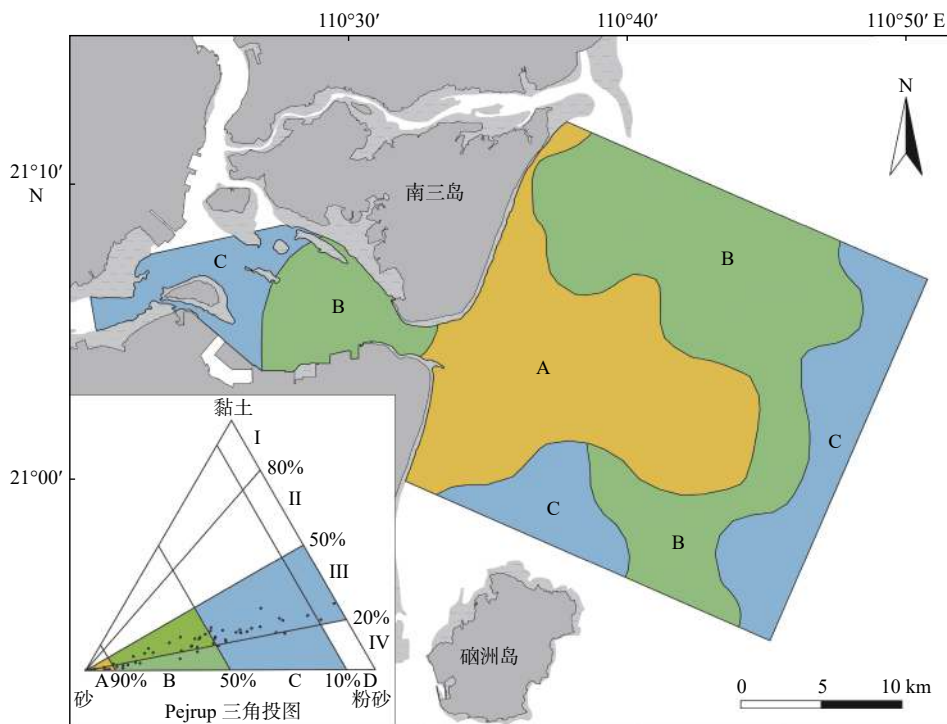 110°30′ 110°40′ 110°50′ E
N
21°10′
N
南三岛
C
B
B
A
黏土
I
21°00′
80%
C
II
C
50%
B
III
20%
IV
硇洲岛
A90% B 50% C 10% D
砂 粉砂
0 5 10 km
Pejrup 三角投图